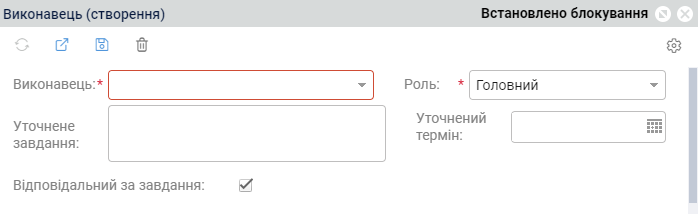 Виконавець (створення) Встановлено блокування
Виконавець:* Роль: * Головний
Уточнене завдання:
Уточнений термін:
Відповідальний за завдання: